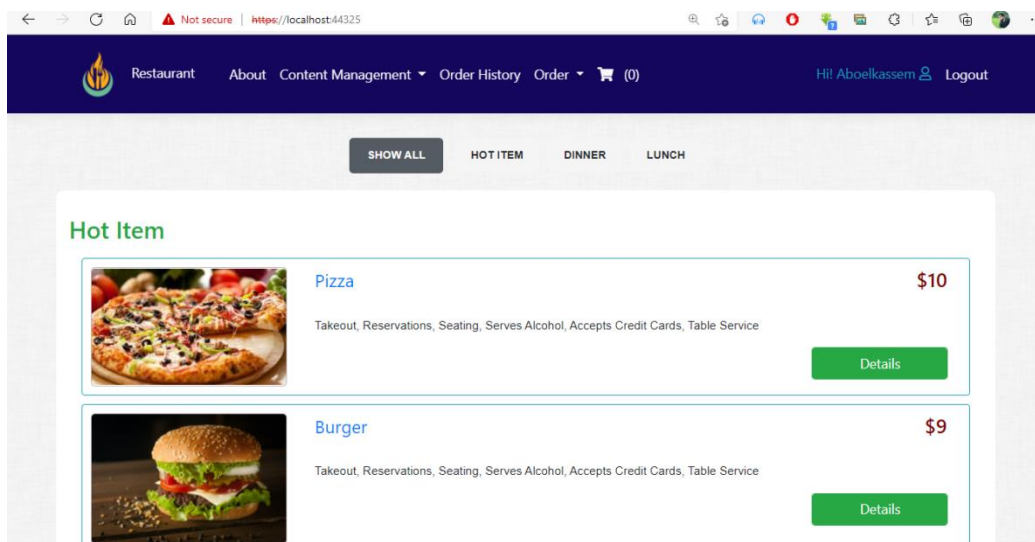 Not secure https://localhost:44325
Restaurant About Content Management Order History Order (0) Hi! Aboelkassem Logout
SHOW ALL HOT ITEM DINNER LUNCH
Hot Item
Pizza $10
Takeout, Reservations, Seating, Serves Alcohol, Accepts Credit Cards, Table Service
Details
Burger $9
Takeout, Reservations, Seating, Serves Alcohol, Accepts Credit Cards, Table Service
Details